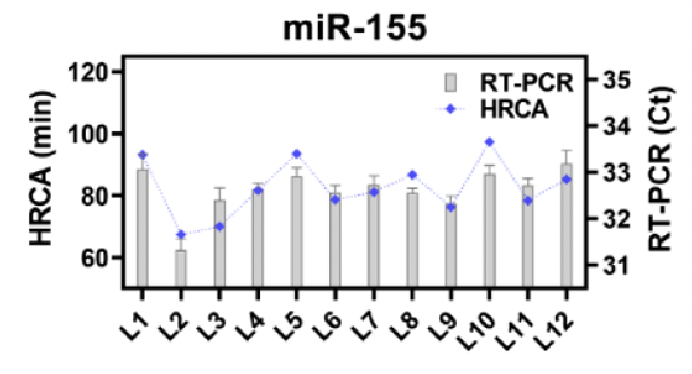 miR-155
HRCA (min)
120
100
80
60
RT-PCR
HRCA
35
34
33
32
31
RT-PCR (Ct)
L1 L2 L3 L4 L5 L6 L7 L8 L9 L10 L11 L12